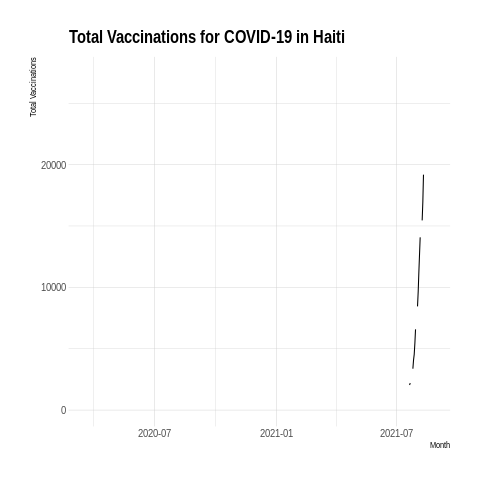 Total Vaccinations for COVID-19 in Haiti
Total Vaccinations
20000
10000
0
2020-07
2021-01
2021-07
Month